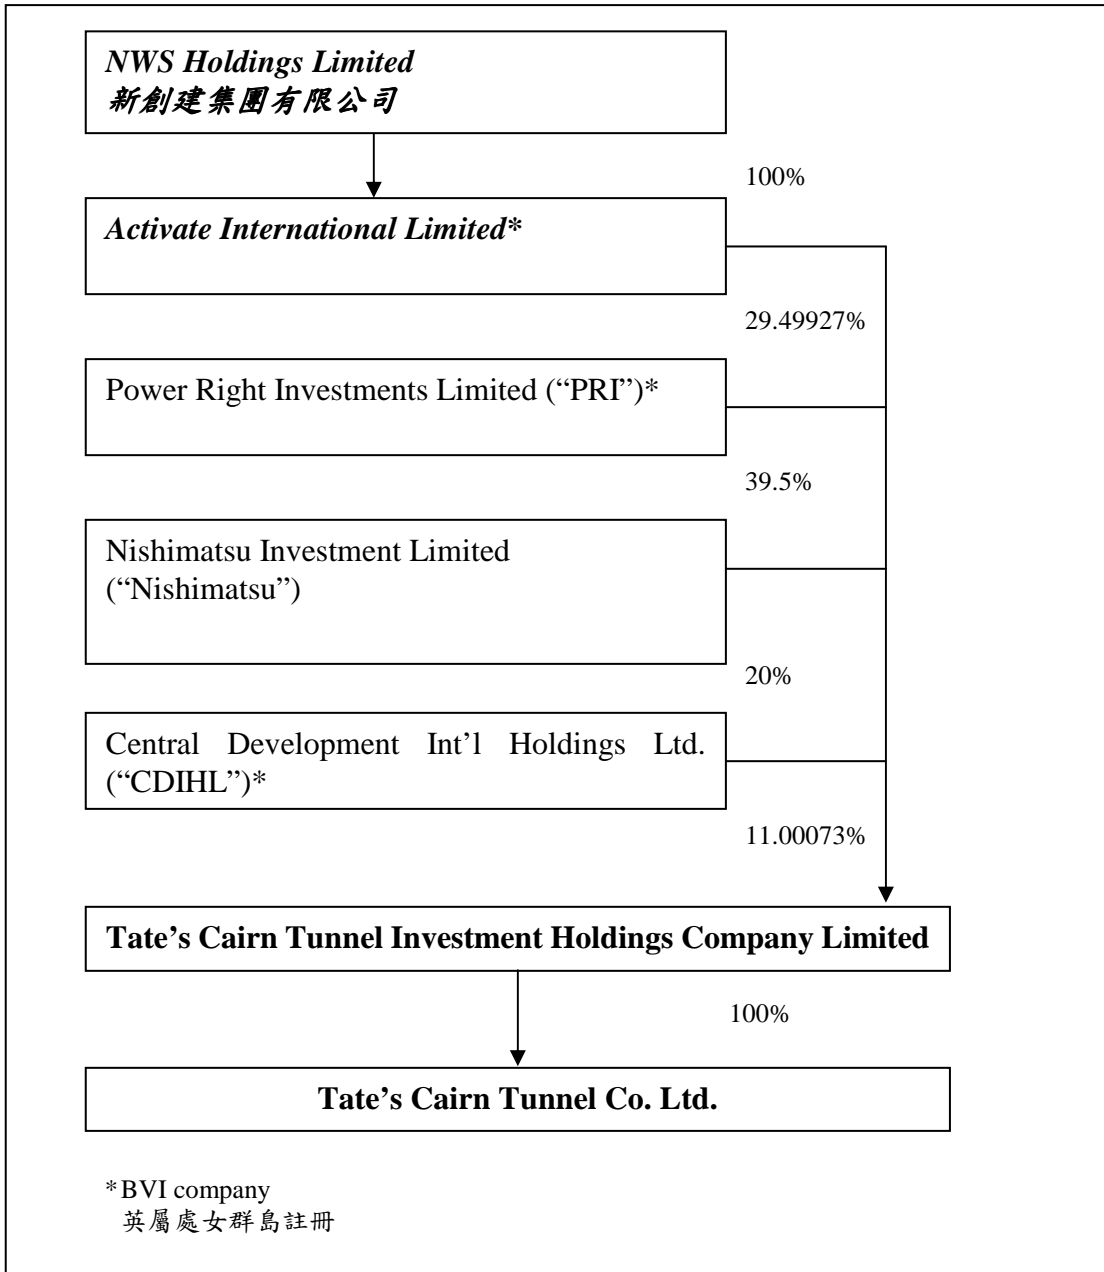 NWS Holdings Limited
新創建集團有限公司
100%
Activate International Limited*
29.49927%
Power Right Investments Limited (“PRI”)*
39.5%
Nishimatsu Investment Limited
(“Nishimatsu”)
20%
Central Development Int’l Holdings Ltd.
(“CDIHL”)*
11.00073%
Tate’s Cairn Tunnel Investment Holdings Company Limited
100%
Tate’s Cairn Tunnel Co. Ltd.
*BVI company
英屬處女群島註冊